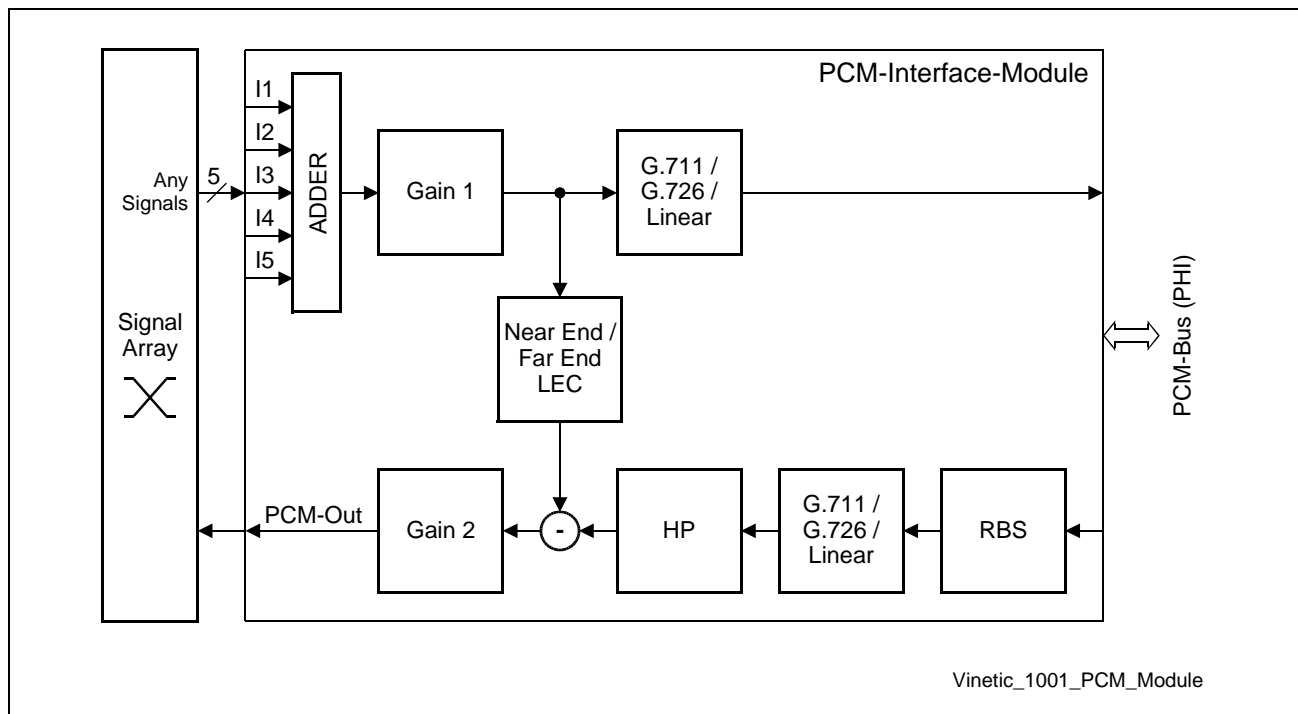 PCM-Interface-Module
I1
I2
I3
I4
I5
Any
Signals
5
ADDER
Gain 1
G.711 /
G.726 /
Linear
Signal
Array
Near End /
Far End
LEC
PCM-Bus (PHI)
PCM-Out
Gain 2
-
HP
G.711 /
G.726 /
Linear
RBS
Vinetic_1001_PCM_Module